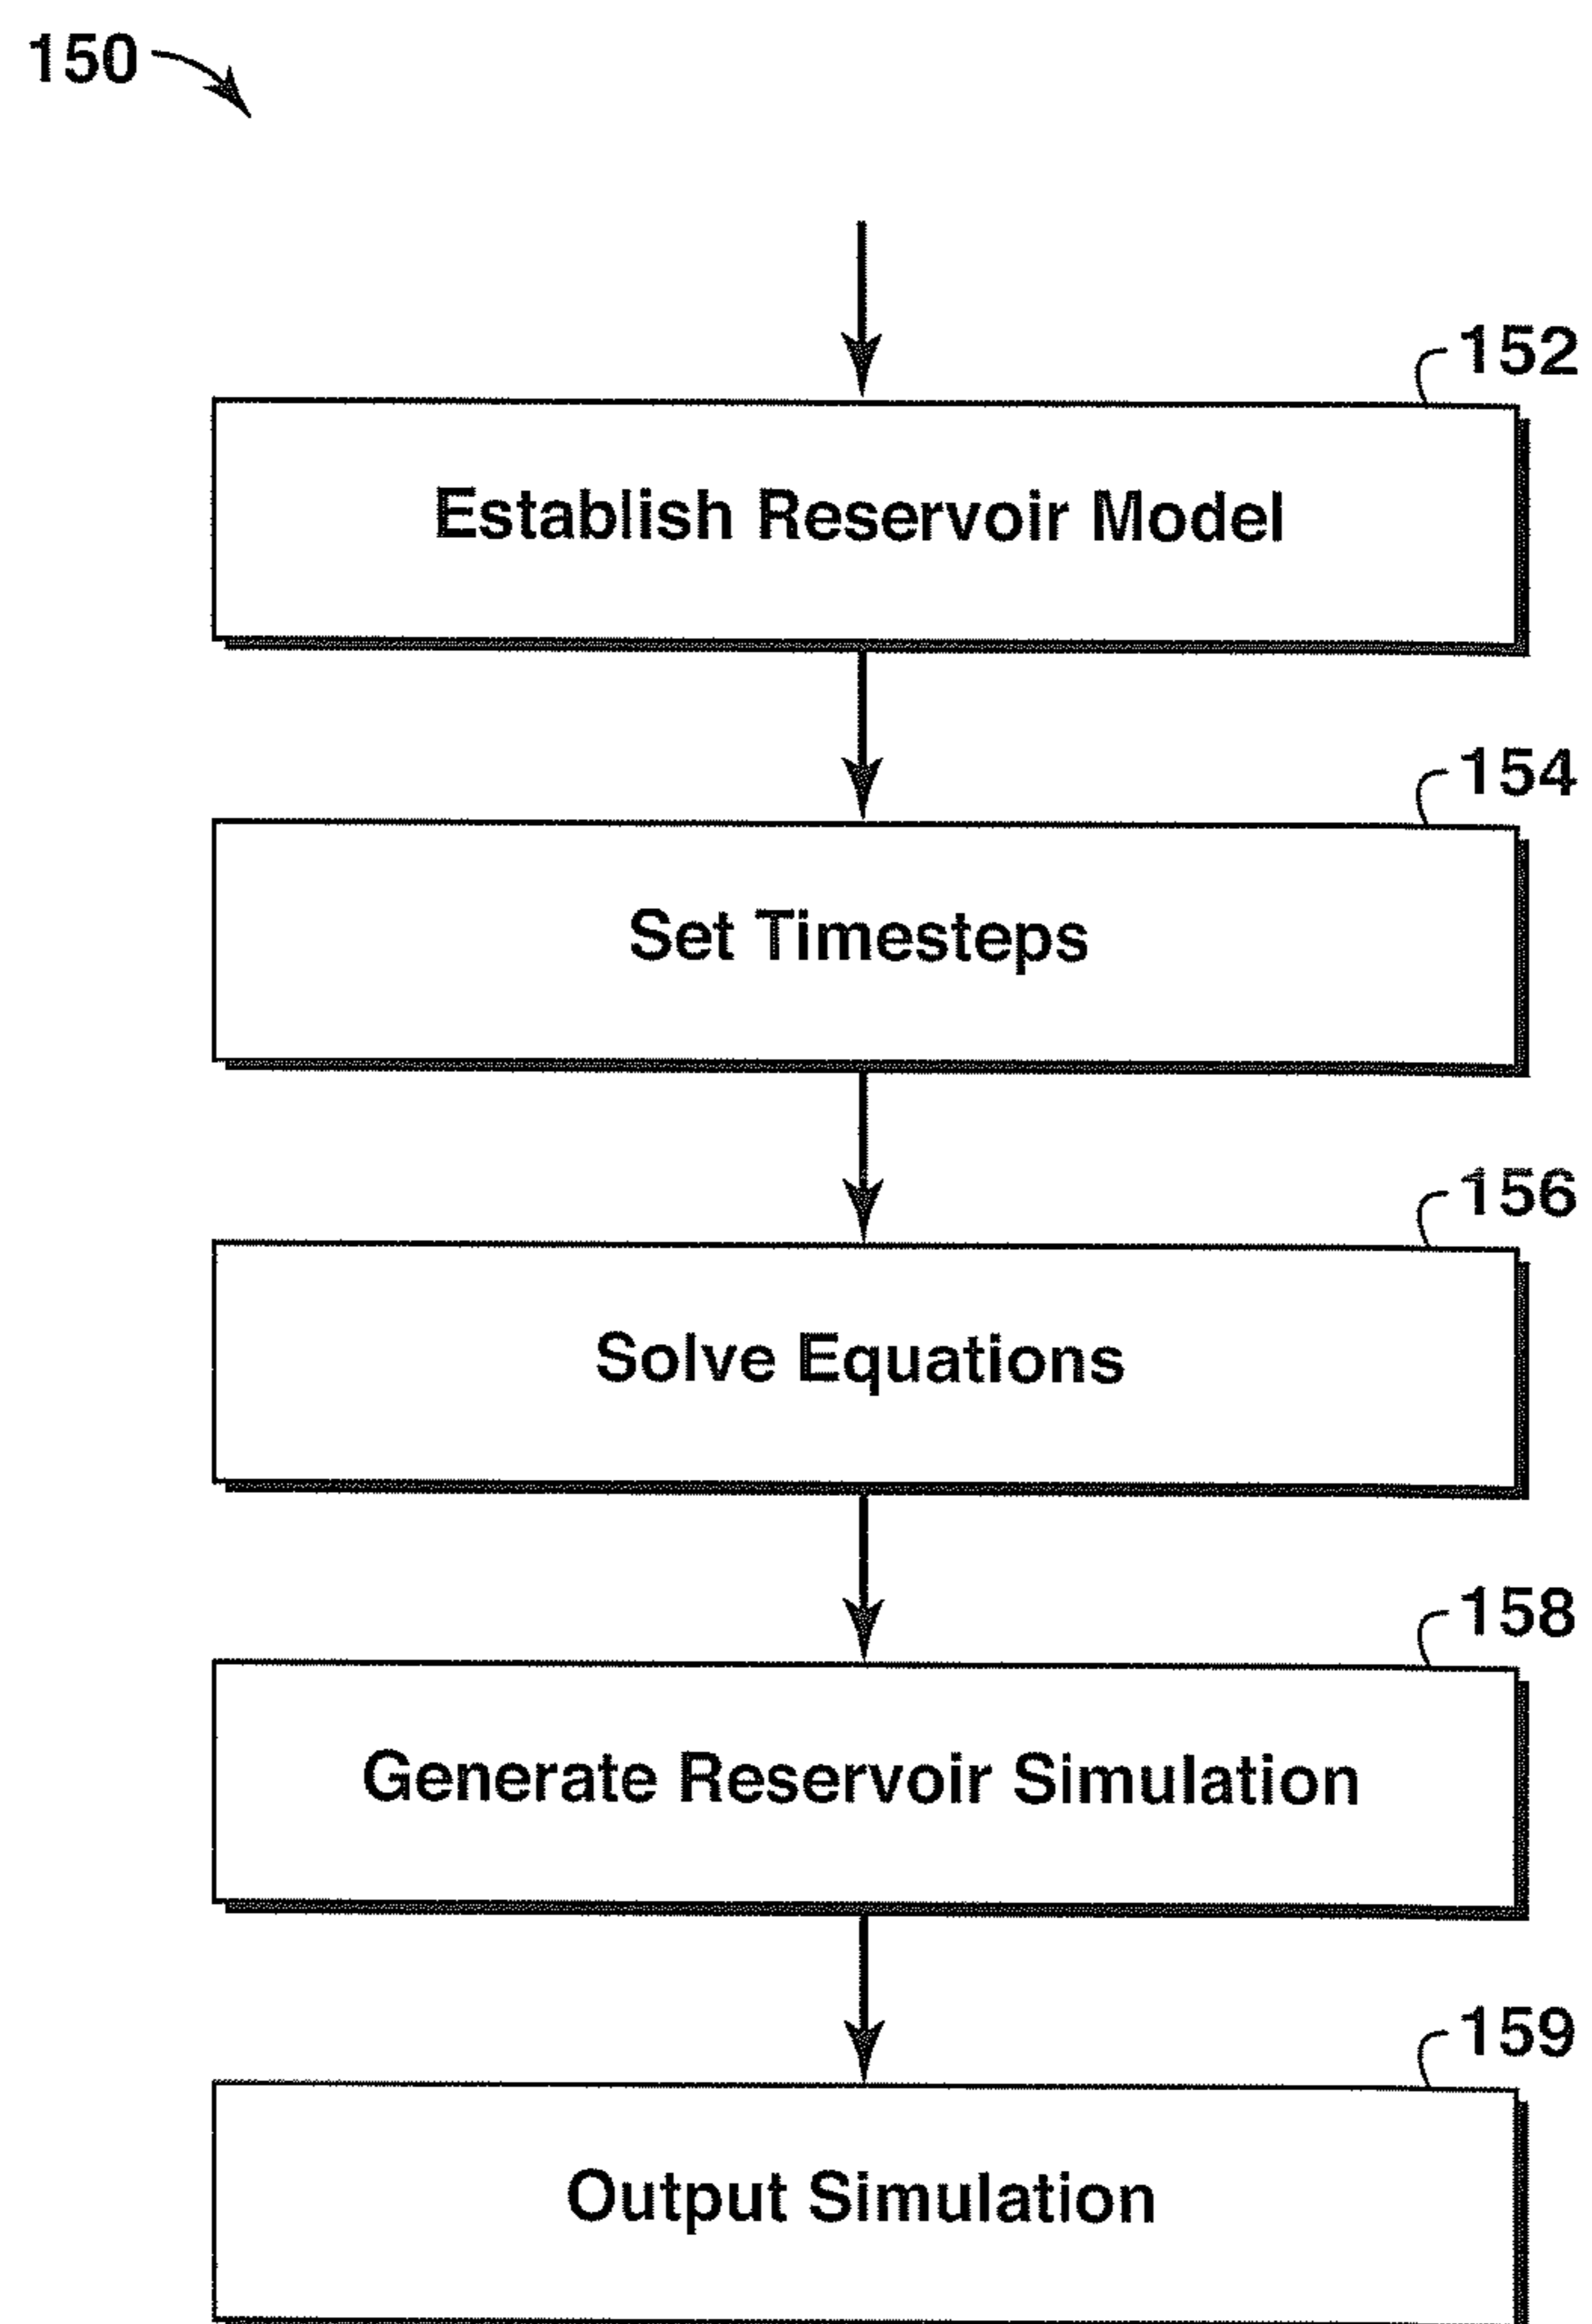 150
152
Establish Reservoir Model
154
Set Timesteps
156
Solve Equations
158
Generate Reservoir Simulation
159
Output Simulation